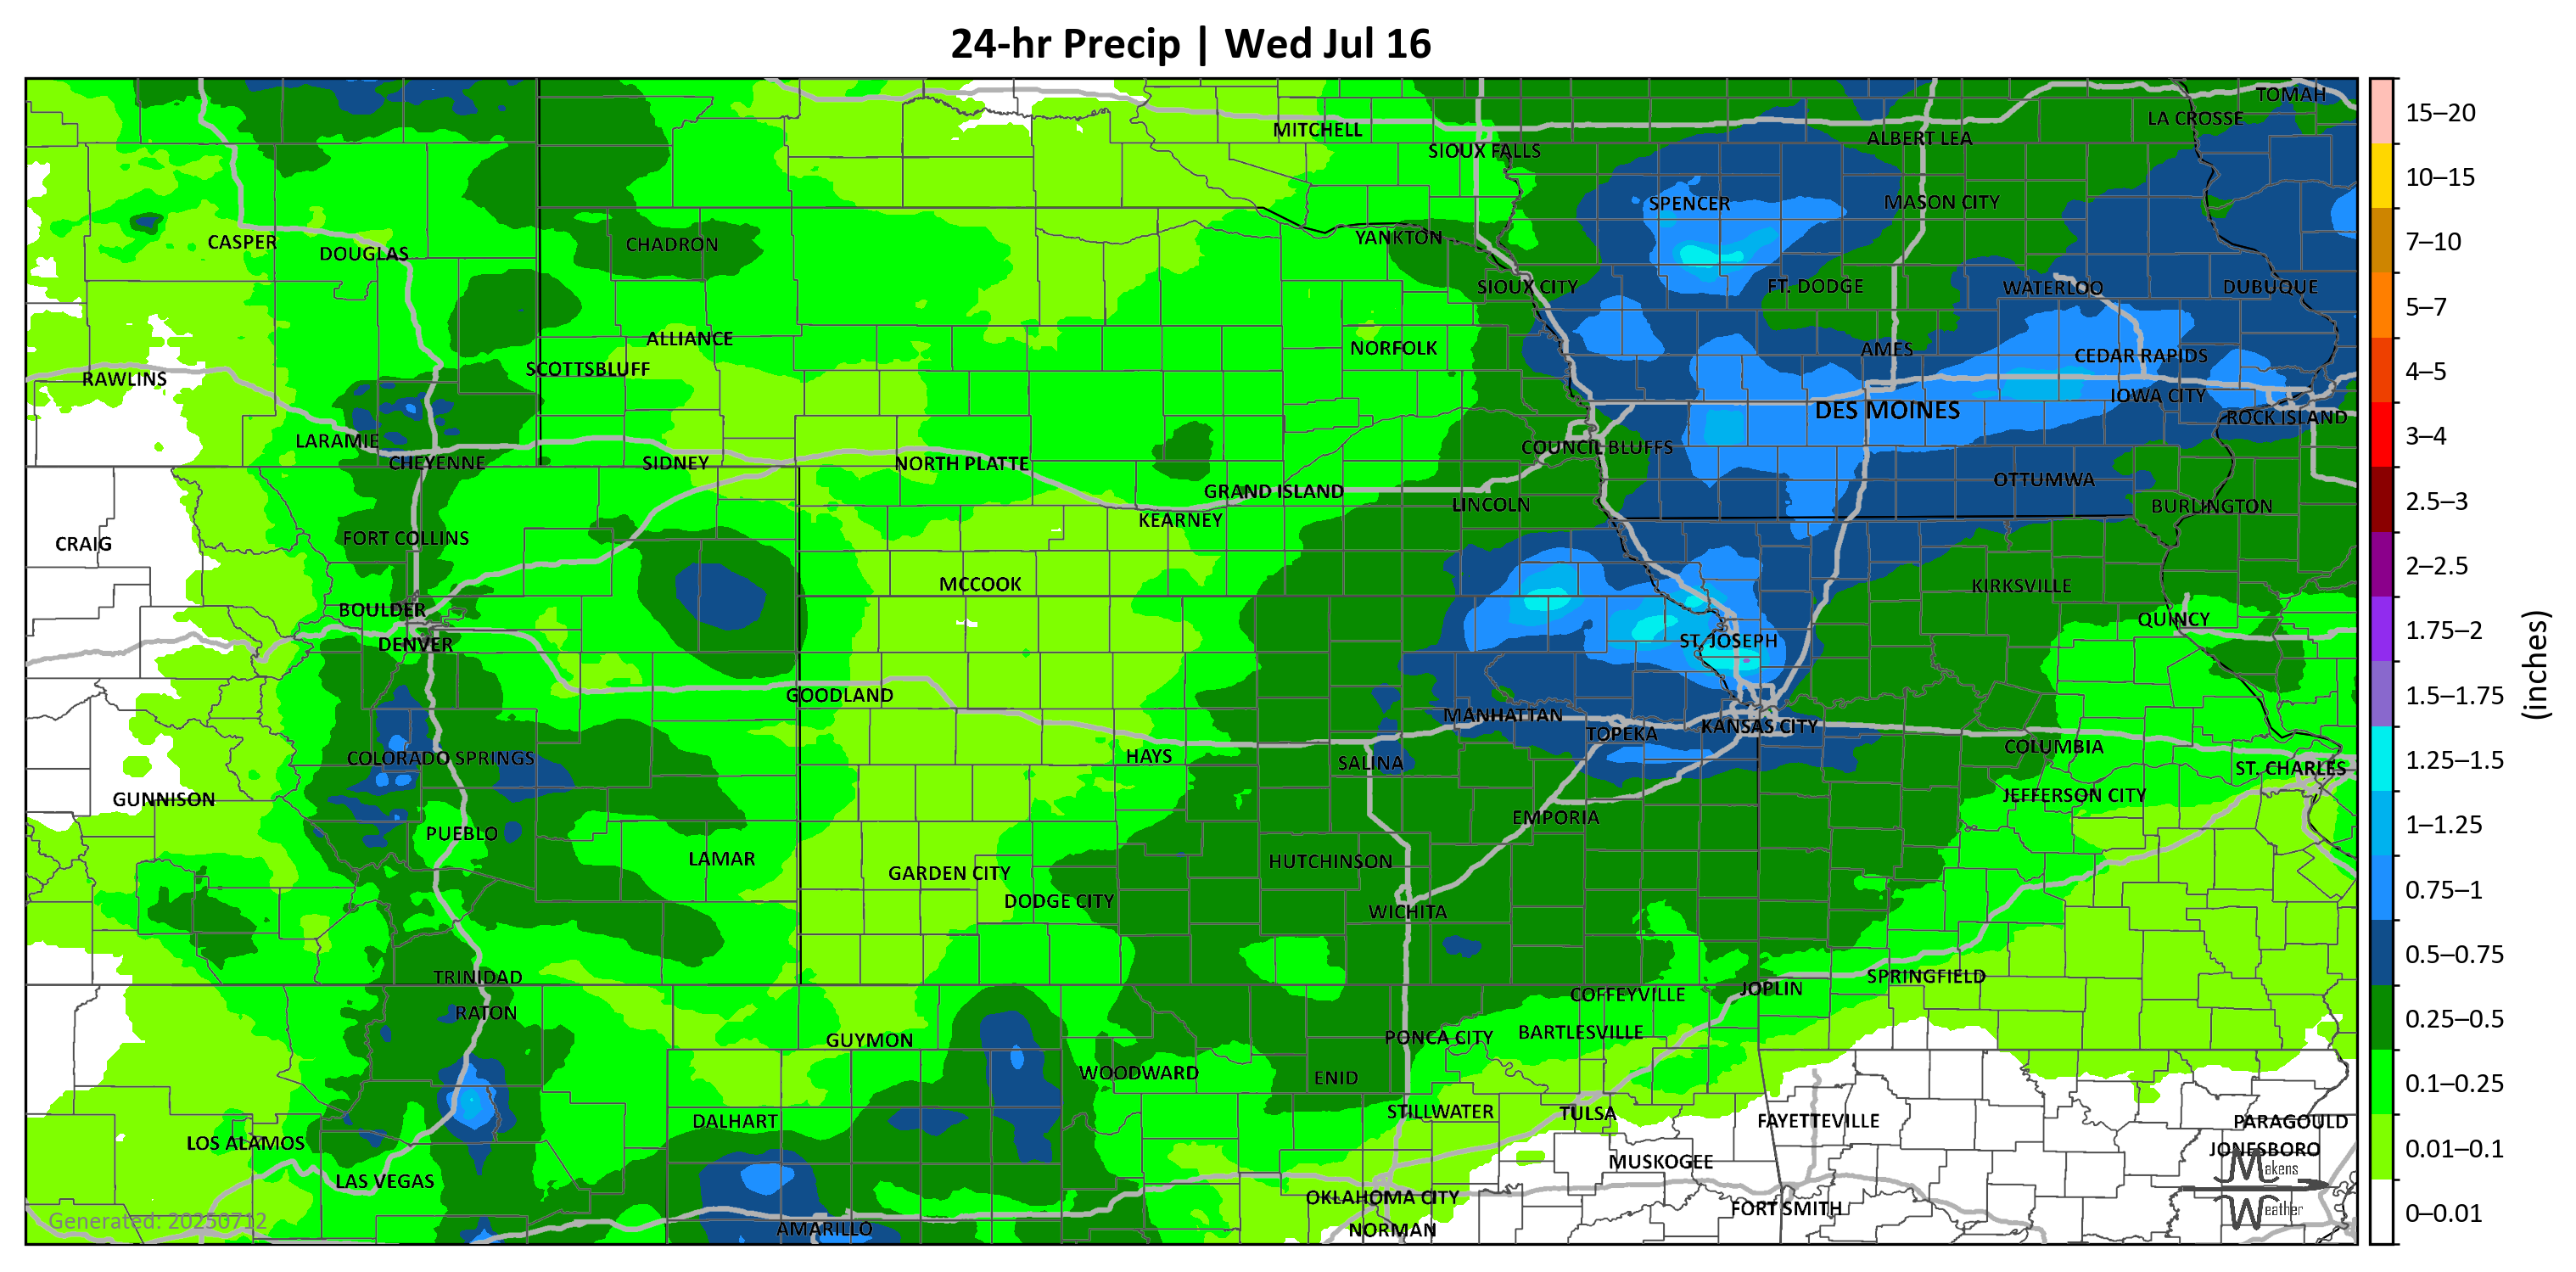 24-hr Precip | Wed Jul 16
TOMAH
LA CROSSE
MITCHELL
ALBERT LEA
SIOUX FALLS
SPENCER
MASON CITY
CASPER
DOUGLAS
CHADRON
YANKTON
SIOUX CITY
FT. DODGE
WATERLOO
DUBUQUE
ALLIANCE
NORFOLK
AMES
CEDAR RAPIDS
RAWLINS
SCOTTSBLUFF
IOWA CITY
DES MOINES
ROCK ISLAND
LARAMIE
COUNCIL BLUFFS
CHEYENNE
SIDNEY
NORTH PLATTE
OTTUMWA
GRAND ISLAND
LINCOLN
BURLINGTON
KEARNEY
CRAIG
FORT COLLINS
MCCOOK
KIRKSVILLE
BOULDER
QUINCY
DENVER
ST. JOSEPH
GOODLAND
MANHATTAN
TOPEKA
KANSAS CITY
COLORADO SPRINGS
HAYS
SALINA
COLUMBIA
ST. CHARLES
GUNNISON
JEFFERSON CITY
PUEBLO
EMPORIA
LAMAR
HUTCHINSON
GARDEN CITY
DODGE CITY
WICHITA
TRINIDAD
SPRINGFIELD
COFFEYVILLE
JOPLIN
RATON
GUYMON
PONCA CITY
BARTLESVILLE
WOODWARD
ENID
DALHART
STILLWATER
TULSA
FAYETTEVILLE
PARAGOULD
LOS ALAMOS
JONESBORO
MUSKOGEE
LAS VEGAS
OKLAHOMA CITY
FORT SMITH
AMARILLO
NORMAN
Generated: 20250712
Makens
Weather
15–20
10–15
7–10
5–7
4–5
3–4
2.5–3
2–2.5
1.75–2
1.5–1.75
1.25–1.5
1–1.25
0.75–1
0.5–0.75
0.25–0.5
0.1–0.25
0.01–0.1
0–0.01
(inches)